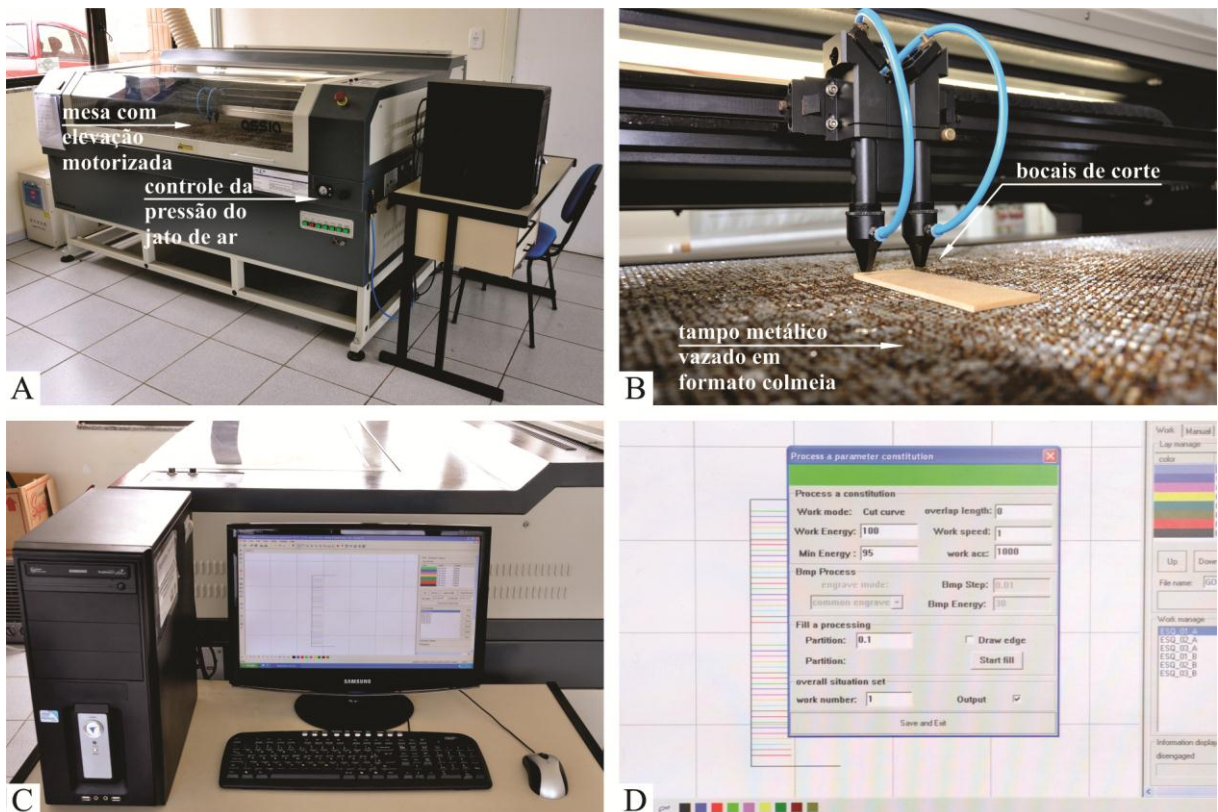 mesa com
elevação
motorizada
assia
controle da
pressão do
jato de ar
A
bocais de corte
tampo metálico
vazado em
formato colmeia
B
SAMSUNG
SAMSUNG
C
Process a parameter constitution
Process a constitution
Work mode: Cut curve overlap length: 0
Work Energy: 100 Work speed: 1
Min Energy : 95 work acc: 1000
Bmp Process
engrave mode: Bmp Step: 0.01
common engrave Bmp Energy: 30
Fill a processing
Partition: 0.1 Draw edge
Partition: Start fill
overall situation set
work number: 1 Output
Save and Exit
Work Manual
Lay manage
color
Up Down
File name: GO
Work manage
ESQ_01_A
ESQ_02_A
ESQ_03_A
ESQ_01_B
ESQ_02_B
ESQ_03_B
Information display
disengaged
D